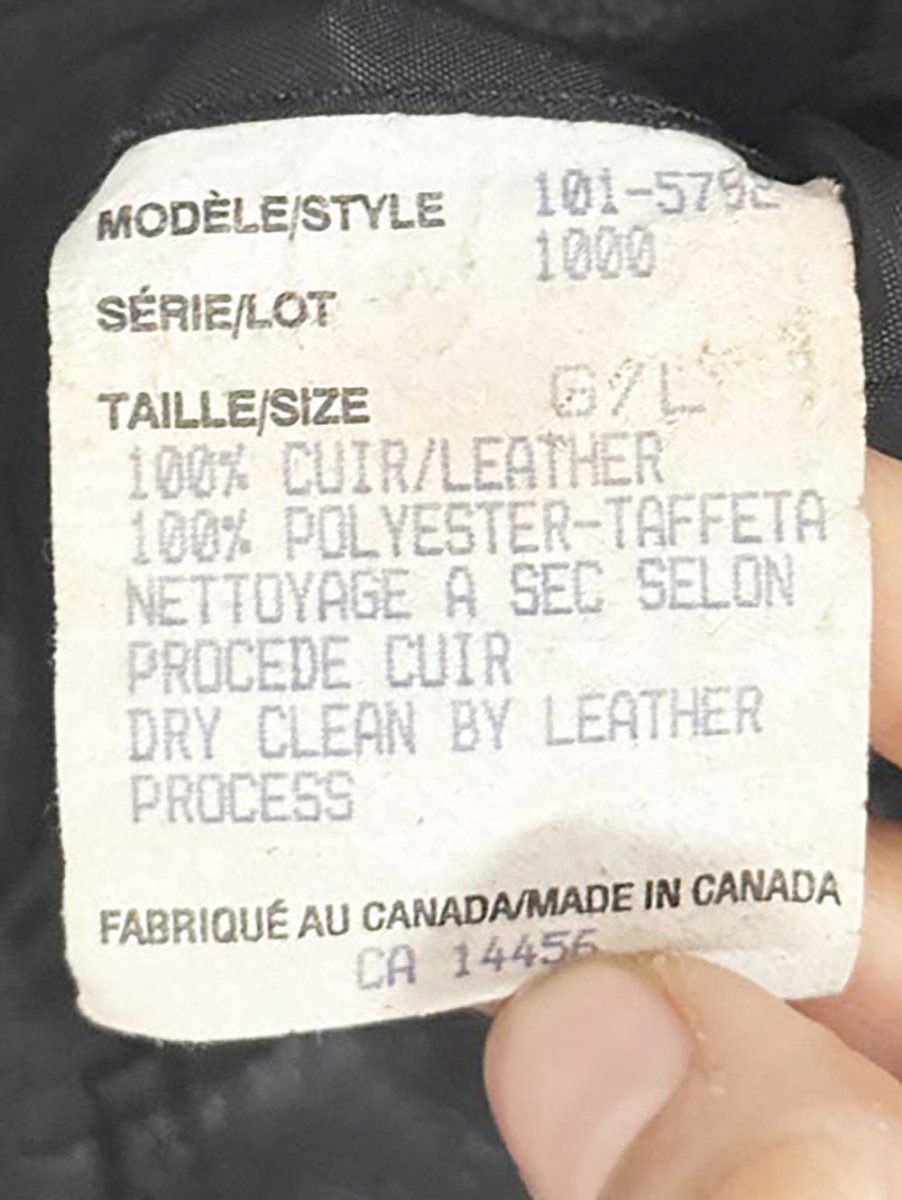 MODÈLE/STYLE 101-5792
1000
SÉRIE/LOT
TAILLE/SIZE G/L
100% CUIR/LEATHER
100% POLYESTER-TAFFETA
NETTOYAGE A SEC SELON
PROCEDE CUIR
DRY CLEAN BY LEATHER
PROCESS
FABRIQUÉ AU CANADA/MADE IN CANADA
CA 14456